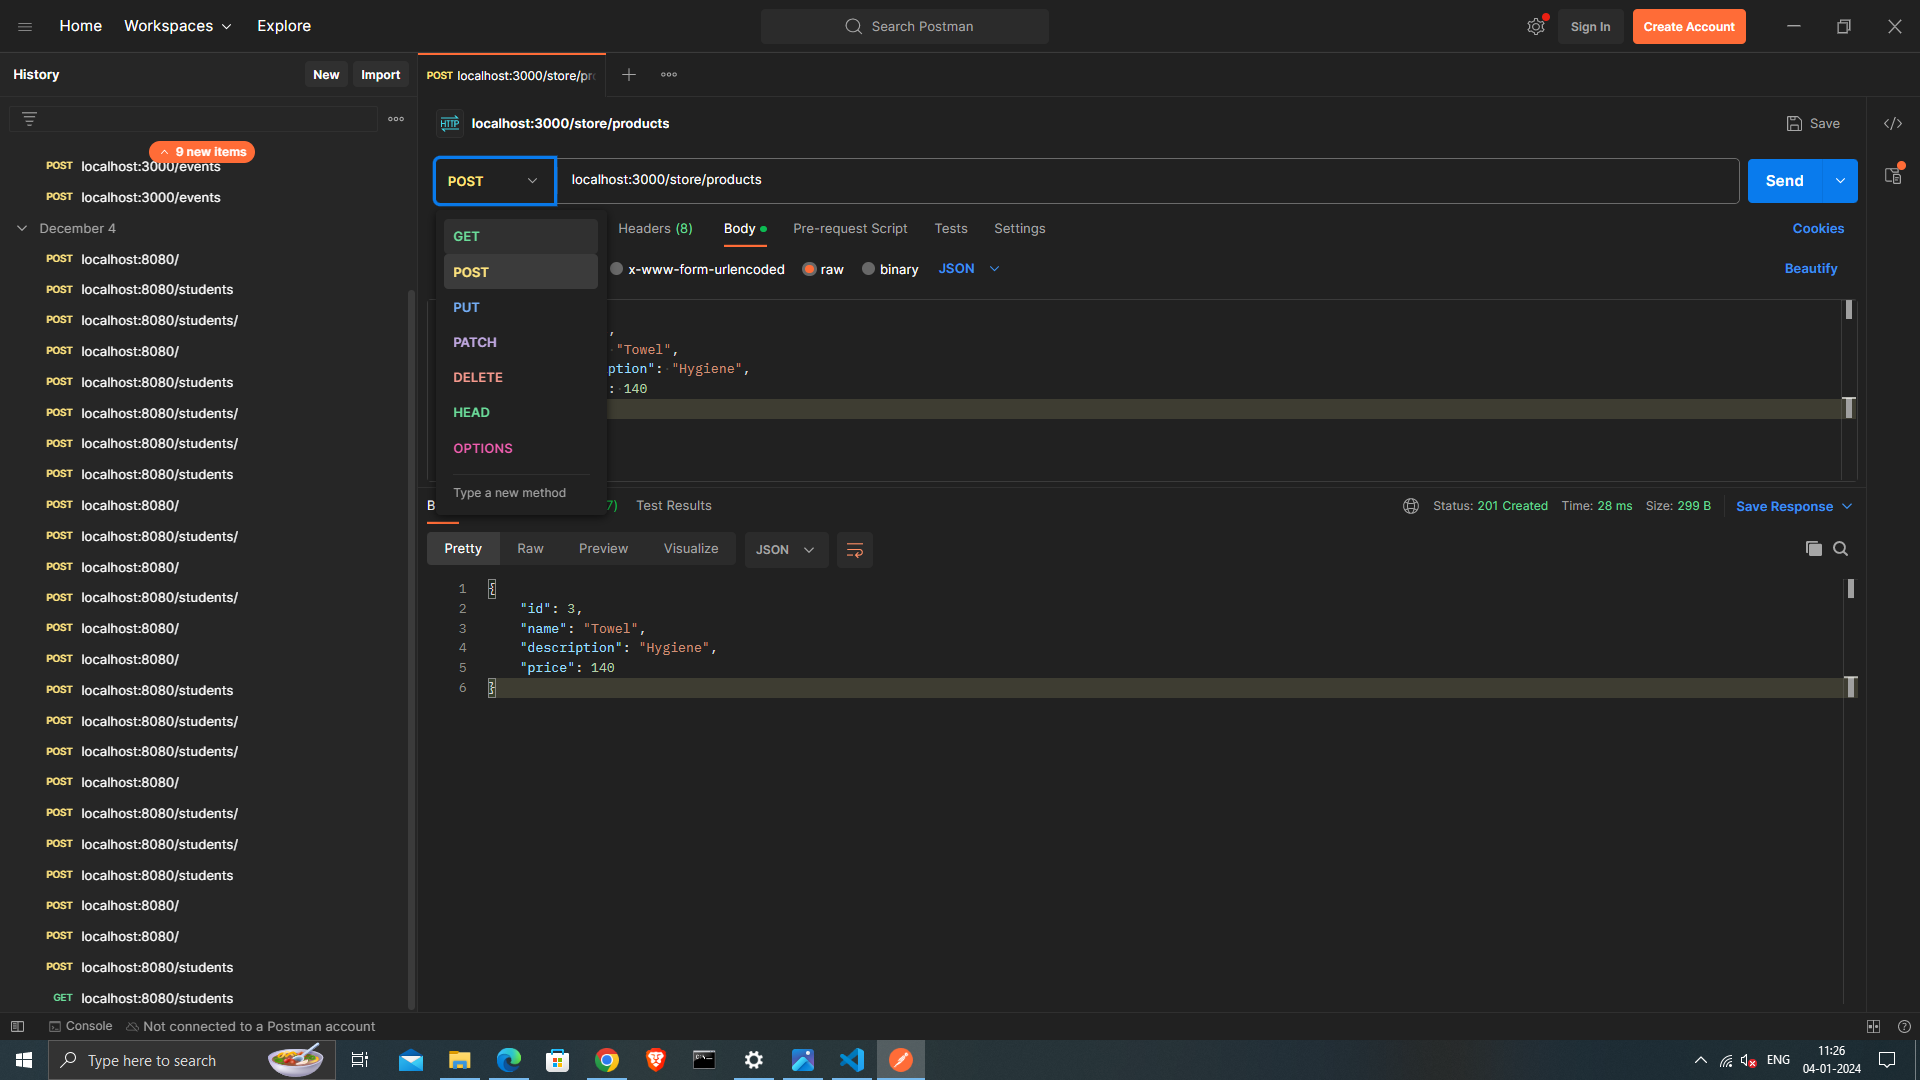 Home
Workspaces
Explore
Search Postman
Sign In
Create Account
History
New
Import
POST localhost:3000/store/pr
9 new items
POST localhost:3000/events
POST localhost:3000/events
December 4
POST localhost:8080/
POST localhost:8080/students
POST localhost:8080/students/
POST localhost:8080/
POST localhost:8080/students
POST localhost:8080/students/
POST localhost:8080/students/
POST localhost:8080/students
POST localhost:8080/
POST localhost:8080/students/
POST localhost:8080/
POST localhost:8080/students/
POST localhost:8080/
POST localhost:8080/
POST localhost:8080/students
POST localhost:8080/students/
POST localhost:8080/students/
POST localhost:8080/
POST localhost:8080/students/
POST localhost:8080/students/
POST localhost:8080/students
POST localhost:8080/
POST localhost:8080/
POST localhost:8080/students
GET localhost:8080/students
HTTP localhost:3000/store/products
Save
</>
POST
localhost:3000/store/products
Send
GET
POST
PUT
PATCH
DELETE
HEAD
OPTIONS
Type a new method
Headers (8)
Body
Pre-request Script
Tests
Settings
Cookies
x-www-form-urlencoded
raw
binary
JSON
Beautify
,
"Towel",
ption": "Hygiene",
: 140
B
7)
Test Results
Status: 201 Created
Time: 28 ms
Size: 299 B
Save Response
Pretty
Raw
Preview
Visualize
JSON
1 {
2 "id": 3,
3 "name": "Towel",
4 "description": "Hygiene",
5 "price": 140
6 }
Console
Not connected to a Postman account
Type here to search
ENG
11:26
04-01-2024